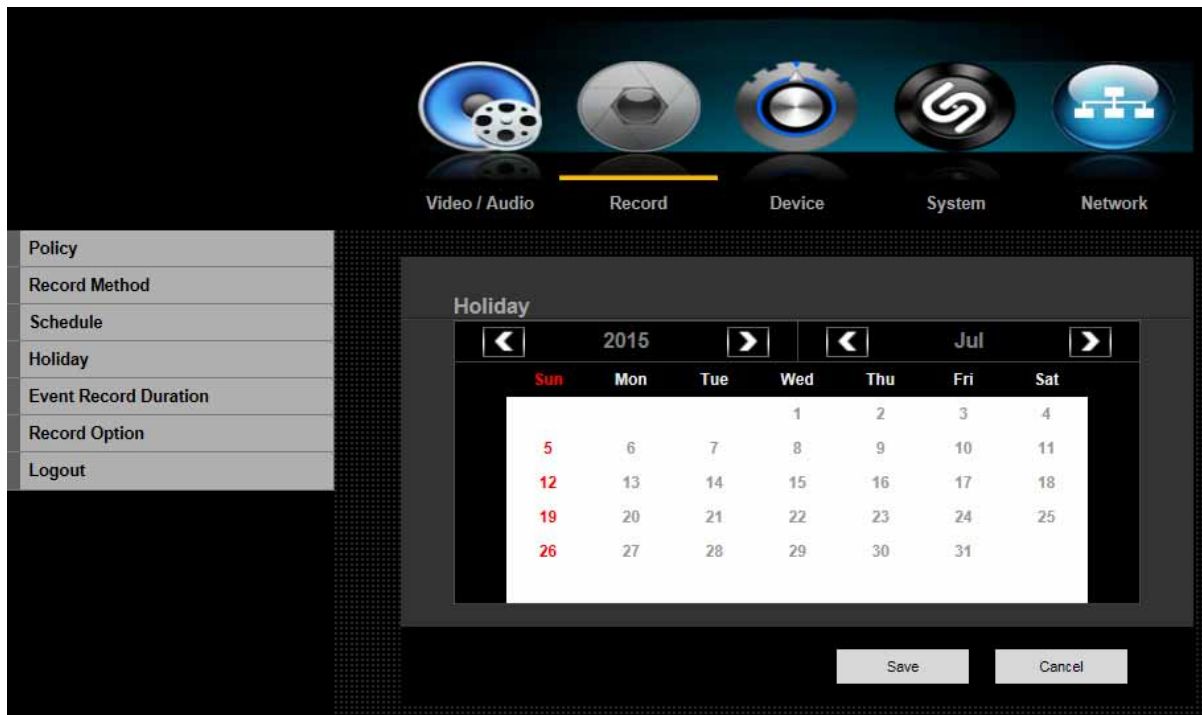 Video / Audio Record Device System Network
Policy
Record Method
Schedule
Holiday
Event Record Duration
Record Option
Logout
Holiday
2015 Jul
Sun Mon Tue Wed Thu Fri Sat
1 2 3 4
5 6 7 8 9 10 11
12 13 14 15 16 17 18
19 20 21 22 23 24 25
26 27 28 29 30 31
Save Cancel